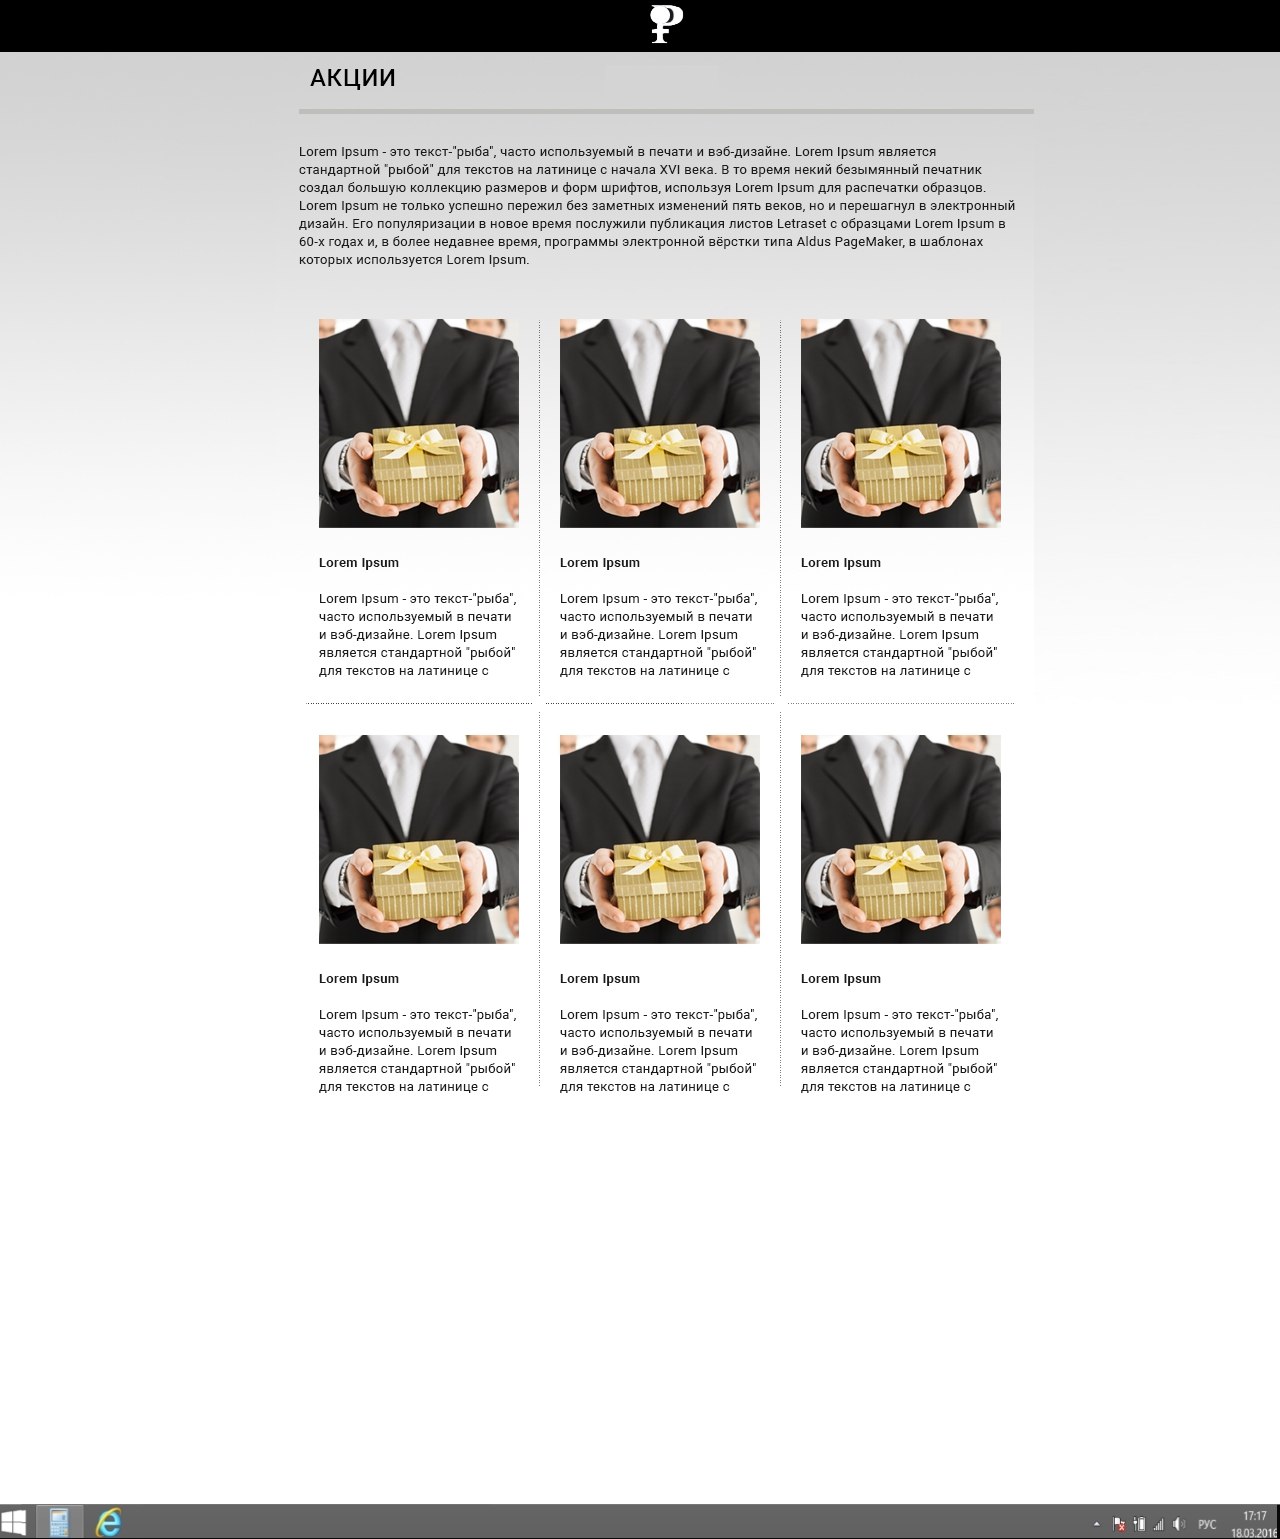 АКЦИИ
Lorem Ipsum - это текст-"рыба", часто используемый в печати и вэб-дизайне. Lorem Ipsum является
стандартной "рыбой" для текстов на латинице с начала XVI века. В то время некий безымянный печатник
создал большую коллекцию размеров и форм шрифтов, используя Lorem Ipsum для распечатки образцов.
Lorem Ipsum не только успешно пережил без заметных изменений пять веков, но и перешагнул в электронный
дизайн. Его популяризации в новое время послужили публикация листов Letraset с образцами Lorem Ipsum в
60-х годах и, в более недавнее время, программы электронной вёрстки типа Aldus PageMaker, в шаблонах
которых используется Lorem Ipsum.
Lorem Ipsum
Lorem Ipsum - это текст-"рыба",
часто используемый в печати
и вэб-дизайне. Lorem Ipsum
является стандартной "рыбой"
для текстов на латинице с
Lorem Ipsum
Lorem Ipsum - это текст-"рыба",
часто используемый в печати
и вэб-дизайне. Lorem Ipsum
является стандартной "рыбой"
для текстов на латинице с
Lorem Ipsum
Lorem Ipsum - это текст-"рыба",
часто используемый в печати
и вэб-дизайне. Lorem Ipsum
является стандартной "рыбой"
для текстов на латинице с
Lorem Ipsum
Lorem Ipsum - это текст-"рыба",
часто используемый в печати
и вэб-дизайне. Lorem Ipsum
является стандартной "рыбой"
для текстов на латинице с
Lorem Ipsum
Lorem Ipsum - это текст-"рыба",
часто используемый в печати
и вэб-дизайне. Lorem Ipsum
является стандартной "рыбой"
для текстов на латинице с
Lorem Ipsum
Lorem Ipsum - это текст-"рыба",
часто используемый в печати
и вэб-дизайне. Lorem Ipsum
является стандартной "рыбой"
для текстов на латинице с
РУС
17:17
18.03.2016